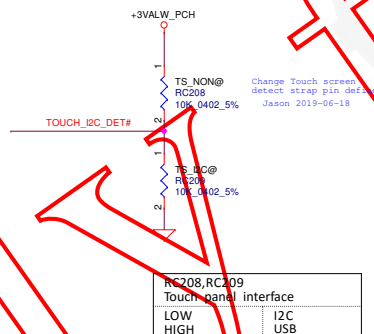 +3VALW_PCH
1
TS_NON@
RC208
10K_0402_5%
2
Change Touch screen
detect strap pin
Jason 2019-06-18
TOUCH_I2C_DET#
1
TS_I2C@
RC209
10K_0402_5%
2
RC208,RC209
Touch panel interface
LOW I2C
HIGH USB